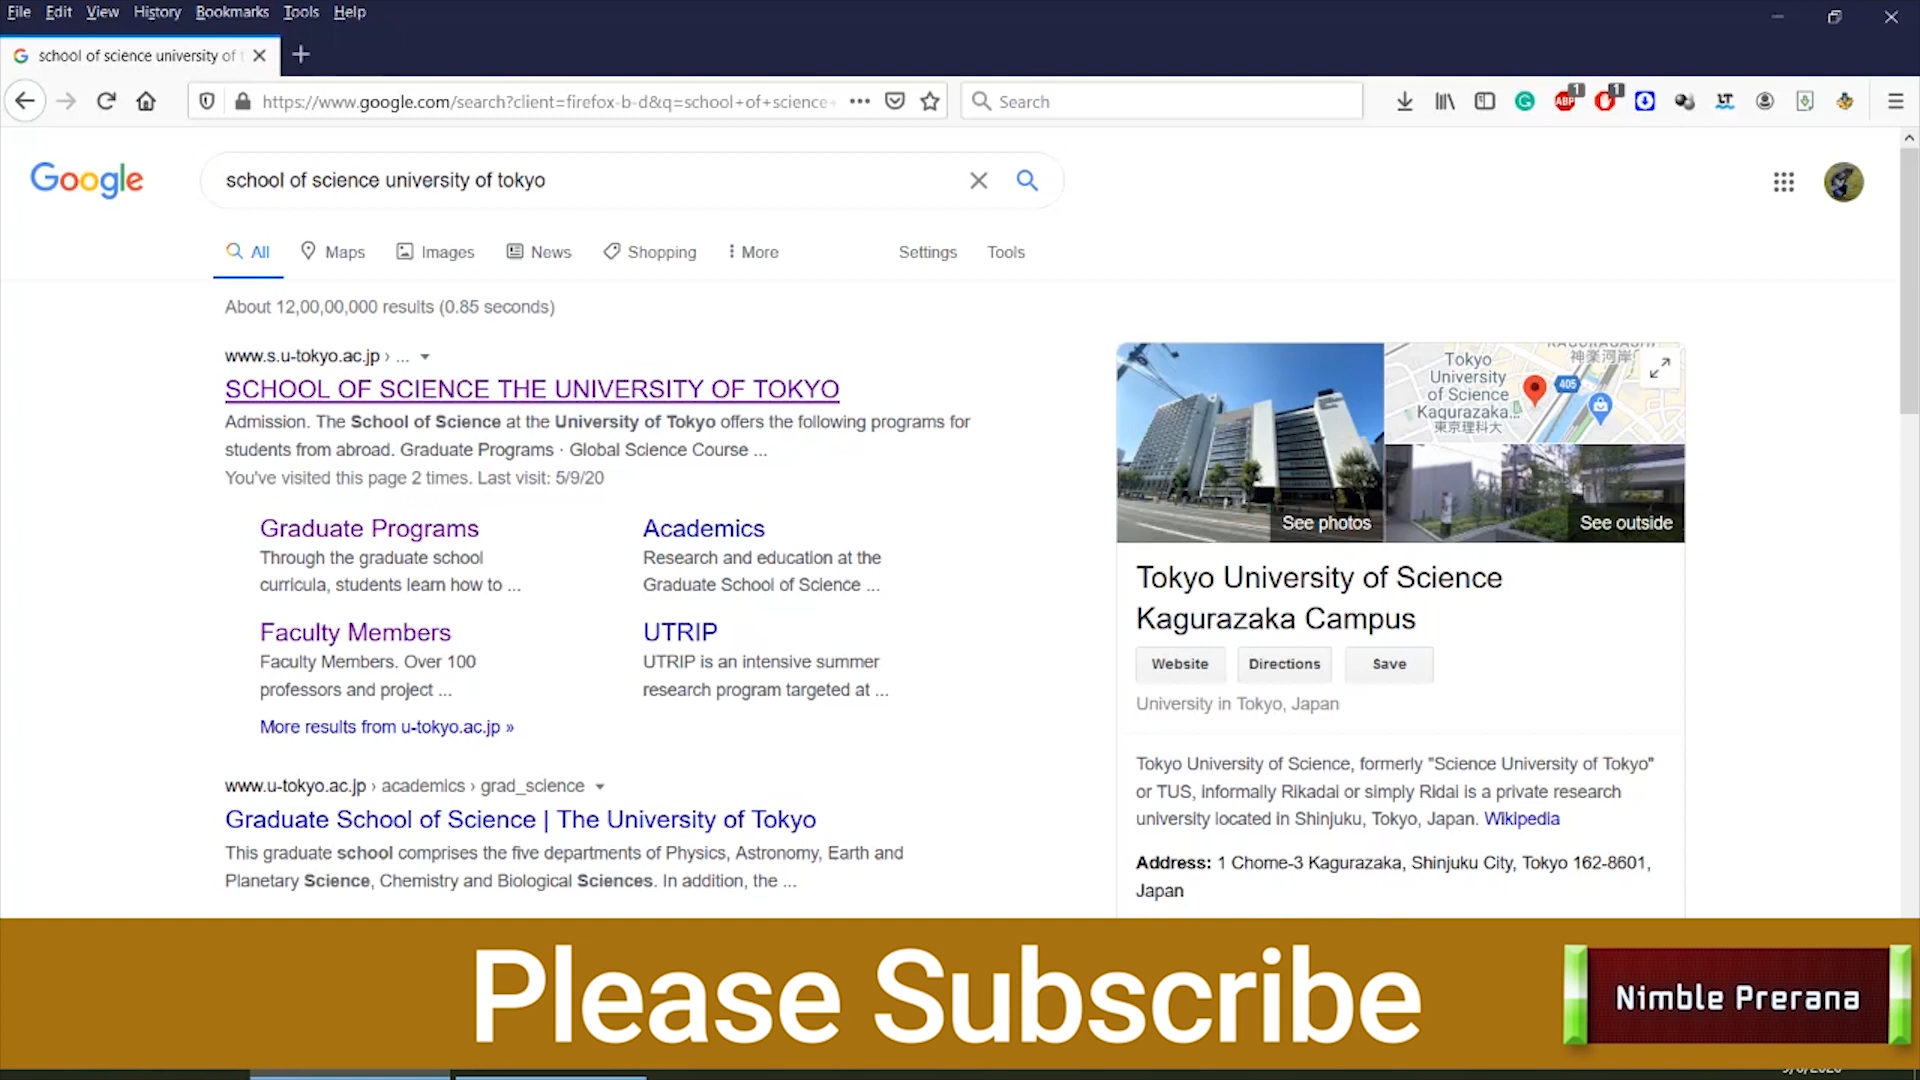 File Edit View History Bookmarks Tools Help
school of science university of t
https://www.google.com/search?client=firefox-b-d&q=school+of+science+
Search
1
1
ABP
LT
Google
school of science university of tokyo
All Maps Images News Shopping More Settings Tools
About 12,00,00,000 results (0.85 seconds)
www.s.u-tokyo.ac.jp › ...
SCHOOL OF SCIENCE THE UNIVERSITY OF TOKYO
Admission. The School of Science at the University of Tokyo offers the following programs for
students from abroad. Graduate Programs · Global Science Course ...
You've visited this page 2 times. Last visit: 5/9/20
Graduate Programs
Through the graduate school
curricula, students learn how to ...
Academics
Research and education at the
Graduate School of Science ...
Faculty Members
Faculty Members. Over 100
professors and project ...
UTRIP
UTRIP is an intensive summer
research program targeted at ...
More results from u-tokyo.ac.jp »
www.u-tokyo.ac.jp › academics › grad_science
Graduate School of Science | The University of Tokyo
This graduate school comprises the five departments of Physics, Astronomy, Earth and
Planetary Science, Chemistry and Biological Sciences. In addition, the ...
神楽河岸
Tokyo
University
of Science
Kagurazaka...
東京理科大
405
See photos
See outside
Tokyo University of Science
Kagurazaka Campus
Website Directions Save
University in Tokyo, Japan
Tokyo University of Science, formerly "Science University of Tokyo"
or TUS, informally Rikadai or simply Ridai is a private research
university located in Shinjuku, Tokyo, Japan. Wikipedia
Address: 1 Chome-3 Kagurazaka, Shinjuku City, Tokyo 162-8601,
Japan
Please Subscribe
Nimble Prerana